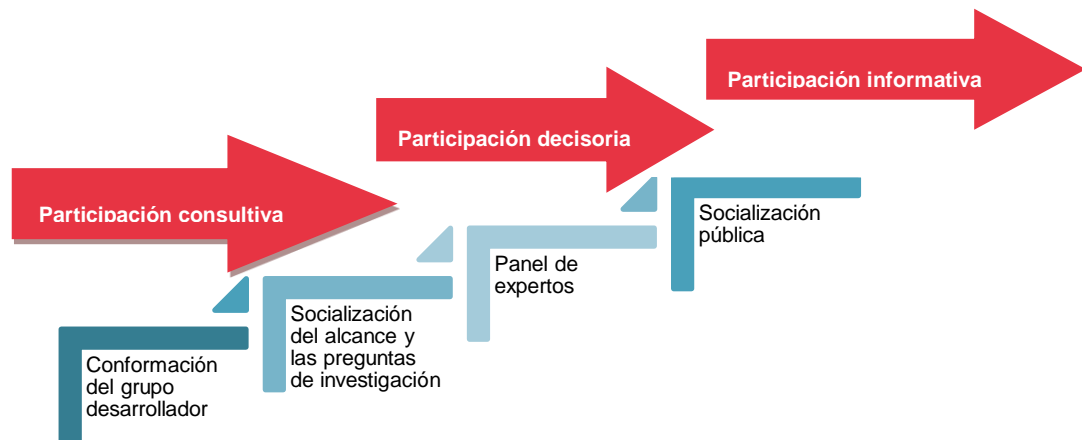 Participación informativa
Participación decisoria
Participación consultiva
Socialización
pública
Panel de
expertos
Socialización
del alcance y
las preguntas
de investigación
Conformación
del grupo
desarrollador